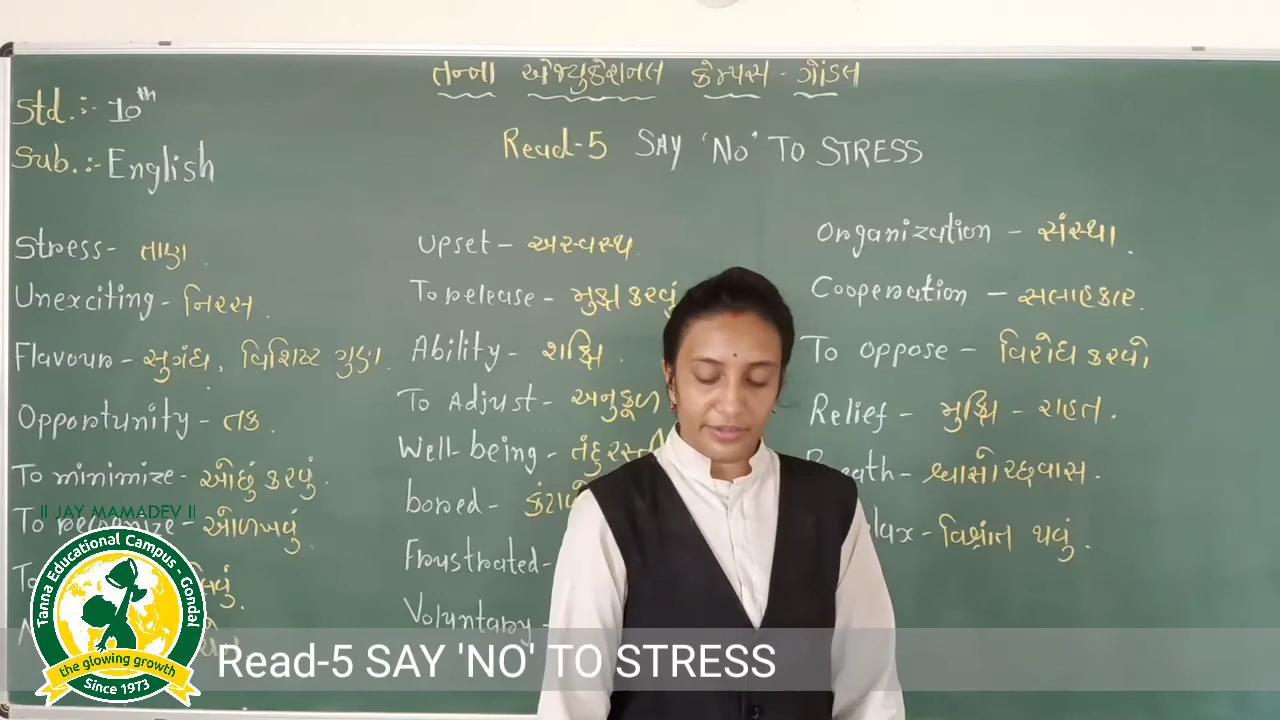 તન્ના એજ્યુકેશનલ કેમ્પસ - ગોંડલ
Std. :- 10th
Sub. :- English
Read-5 SAY 'NO' TO STRESS
Stress - તાણ .
Unexciting - નિરસ .
Flavour - સુગંધ , વિશિષ્ટ ગુણ .
Opportunity - તક .
To minimize - ઓછું કરવું .
To recognize - ઓળખવું .
To
Upset - અસ્વસ્થ .
To release - મુક્ત કરવું
Ability - શક્તિ .
To Adjust - અનુકૂળ
Well-being - તંદુરસ્તી
bored -
Frustrated -
Voluntary -
Organization - સંસ્થા .
Cooperation - સલાહકાર .
To oppose - વિરોધ કરવો
Relief - મુક્તિ - રાહત .
- શ્વાસોચ્છવાસ .
- વિશ્રાંત થવું .
|| JAY MAMADEV ||
Tanna Educational Campus - Gondal
the glowing growth
Since 1973
Read-5 SAY 'NO' TO STRESS